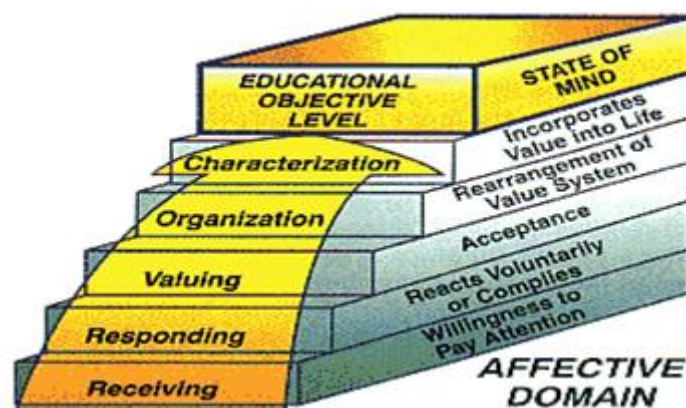 EDUCATIONAL
OBJECTIVE
LEVEL
STATE OF
MIND
Characterization
Incorporates
Value into Life
Organization
Rearrangement of
Value System
Valuing
Acceptance
Responding
Reacts Voluntarily
or Complies
Receiving
Willingness to
Pay Attention
AFFECTIVE
DOMAIN